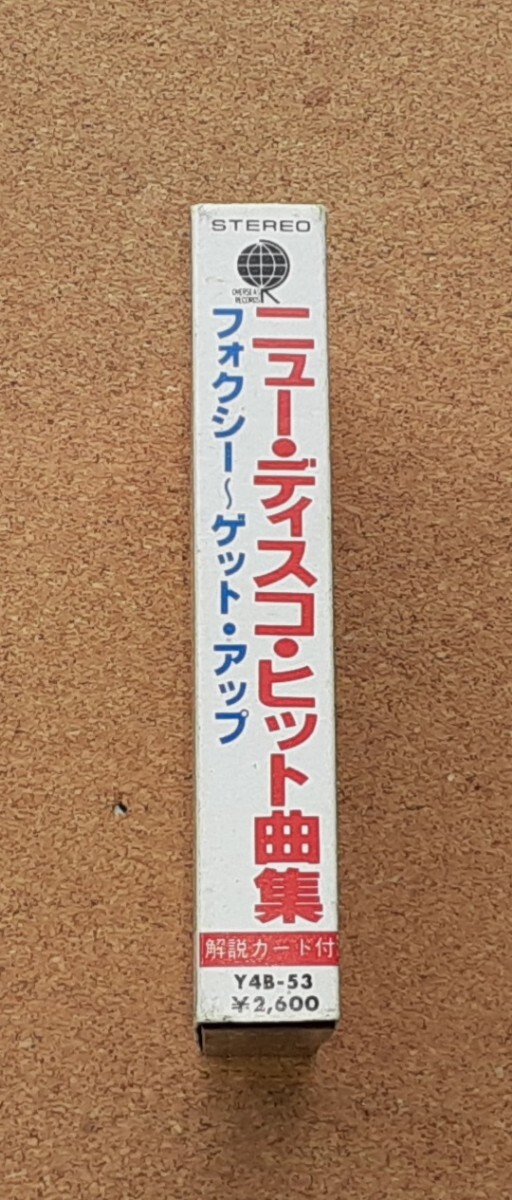 STEREO
OVERSEAS
RECORDS
ニュー・ディスコ・ヒット曲集
フォクシー〜ゲット・アップ
解説カード付
Y4B-53
¥2,600